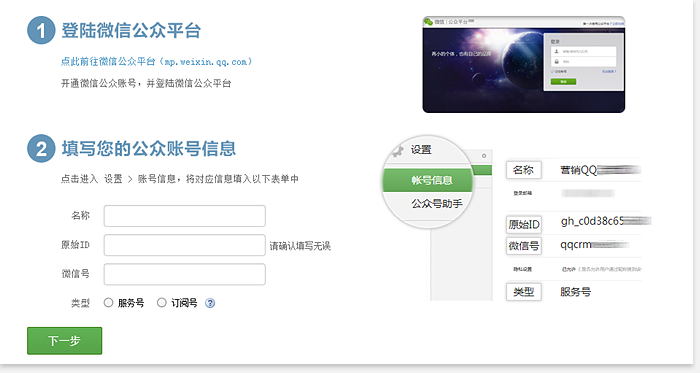 1 登陆微信公众平台
点此前往微信公众平台（mp.weixin.qq.com）
开通微信公众账号，并登陆微信公众平台
微信 | 公众平台
再小的个体，也有自己的品牌
登录
登录
2 填写您的公众账号信息
点击进入 设置 > 账号信息，将对应信息填入以下表单中
名称
原始ID 请确认填写无误
微信号
类型 服务号 订阅号 ?
下一步
设置
帐号信息
公众号助手
名称 营销QQ
登录邮箱
原始ID gh_c0d38c65
微信号 qqcrm
隐私设置 已允许
类型 服务号